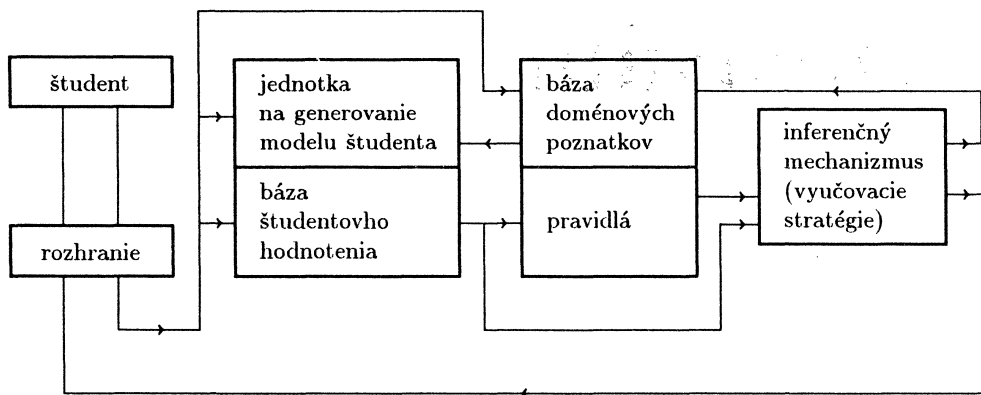 študent
rozhranie
jednotka
na generovanie
modelu študenta
báza
študentovho
hodnotenia
báza
doménových
poznatkov
pravidlá
inferenčný
mechanizmus
(vyučovacie
stratégie)